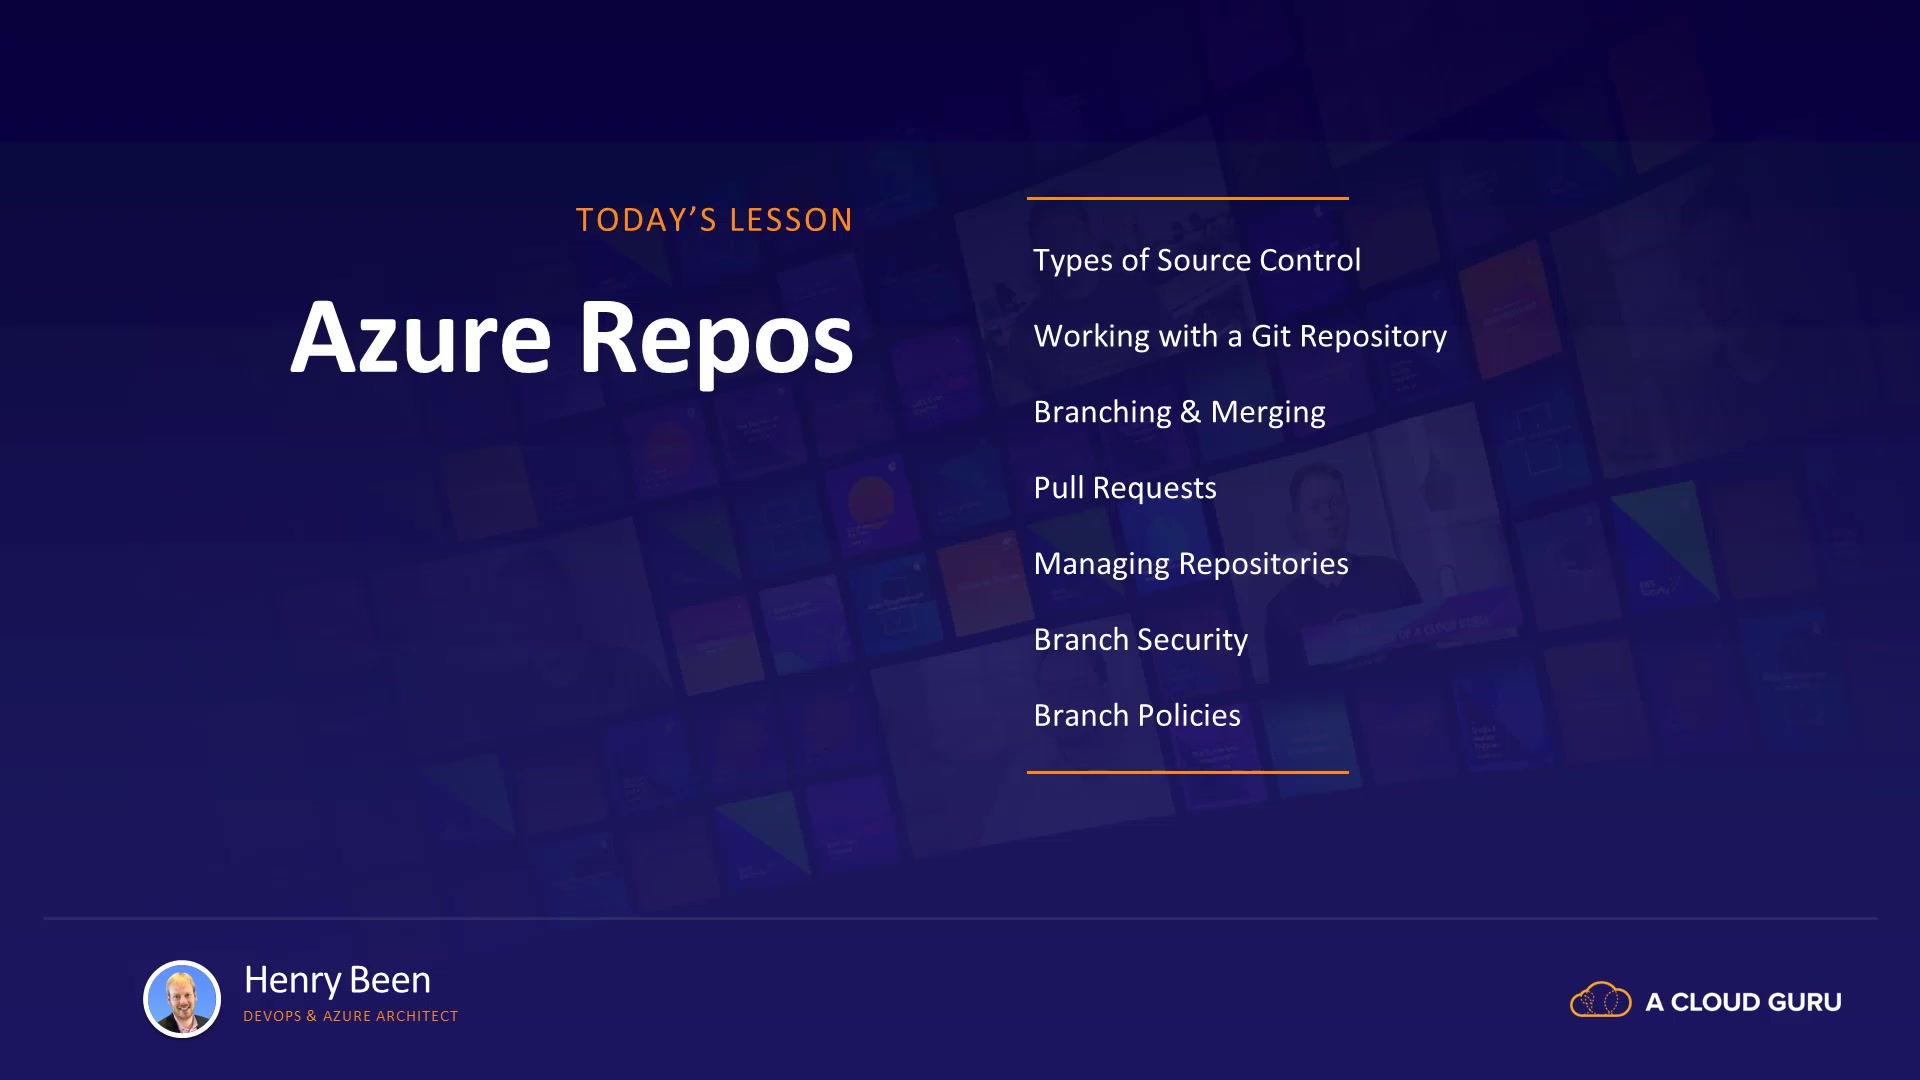 TODAY’S LESSON
Azure Repos
Types of Source Control
Working with a Git Repository
Branching & Merging
Pull Requests
Managing Repositories
Branch Security
Branch Policies
Henry Been
DEVOPS & AZURE ARCHITECT
A CLOUD GURU